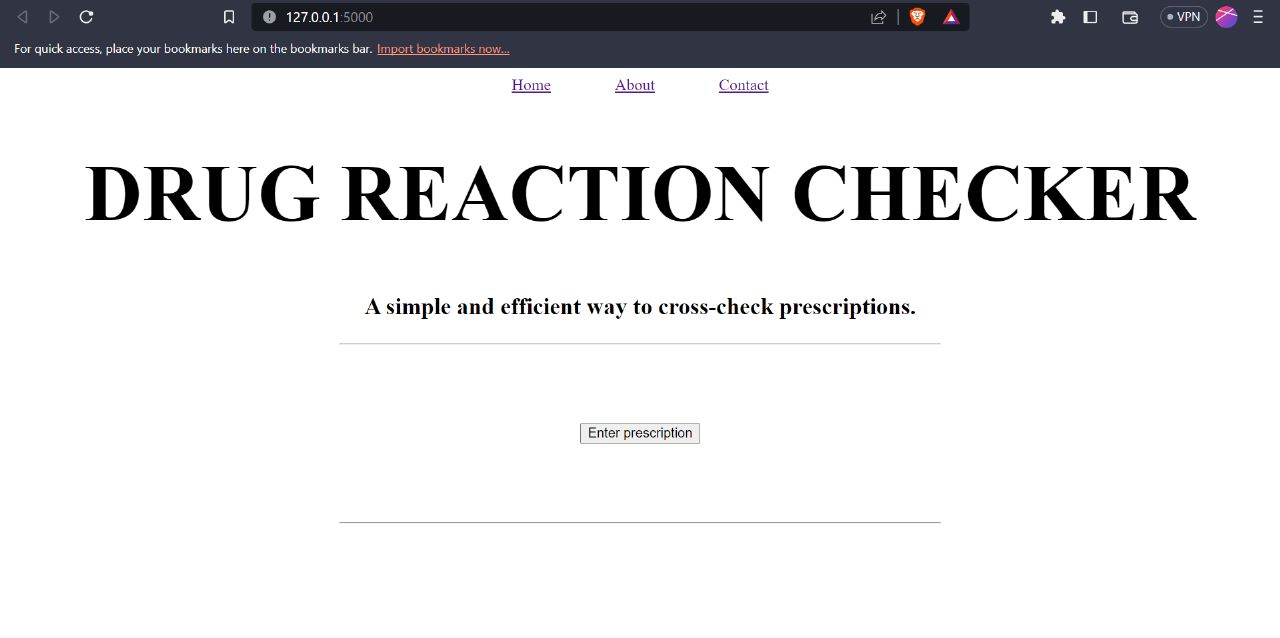 127.0.0.1:5000
VPN
For quick access, place your bookmarks here on the bookmarks bar. Import bookmarks now...
Home About Contact
DRUG REACTION CHECKER
A simple and efficient way to cross-check prescriptions.
Enter prescription